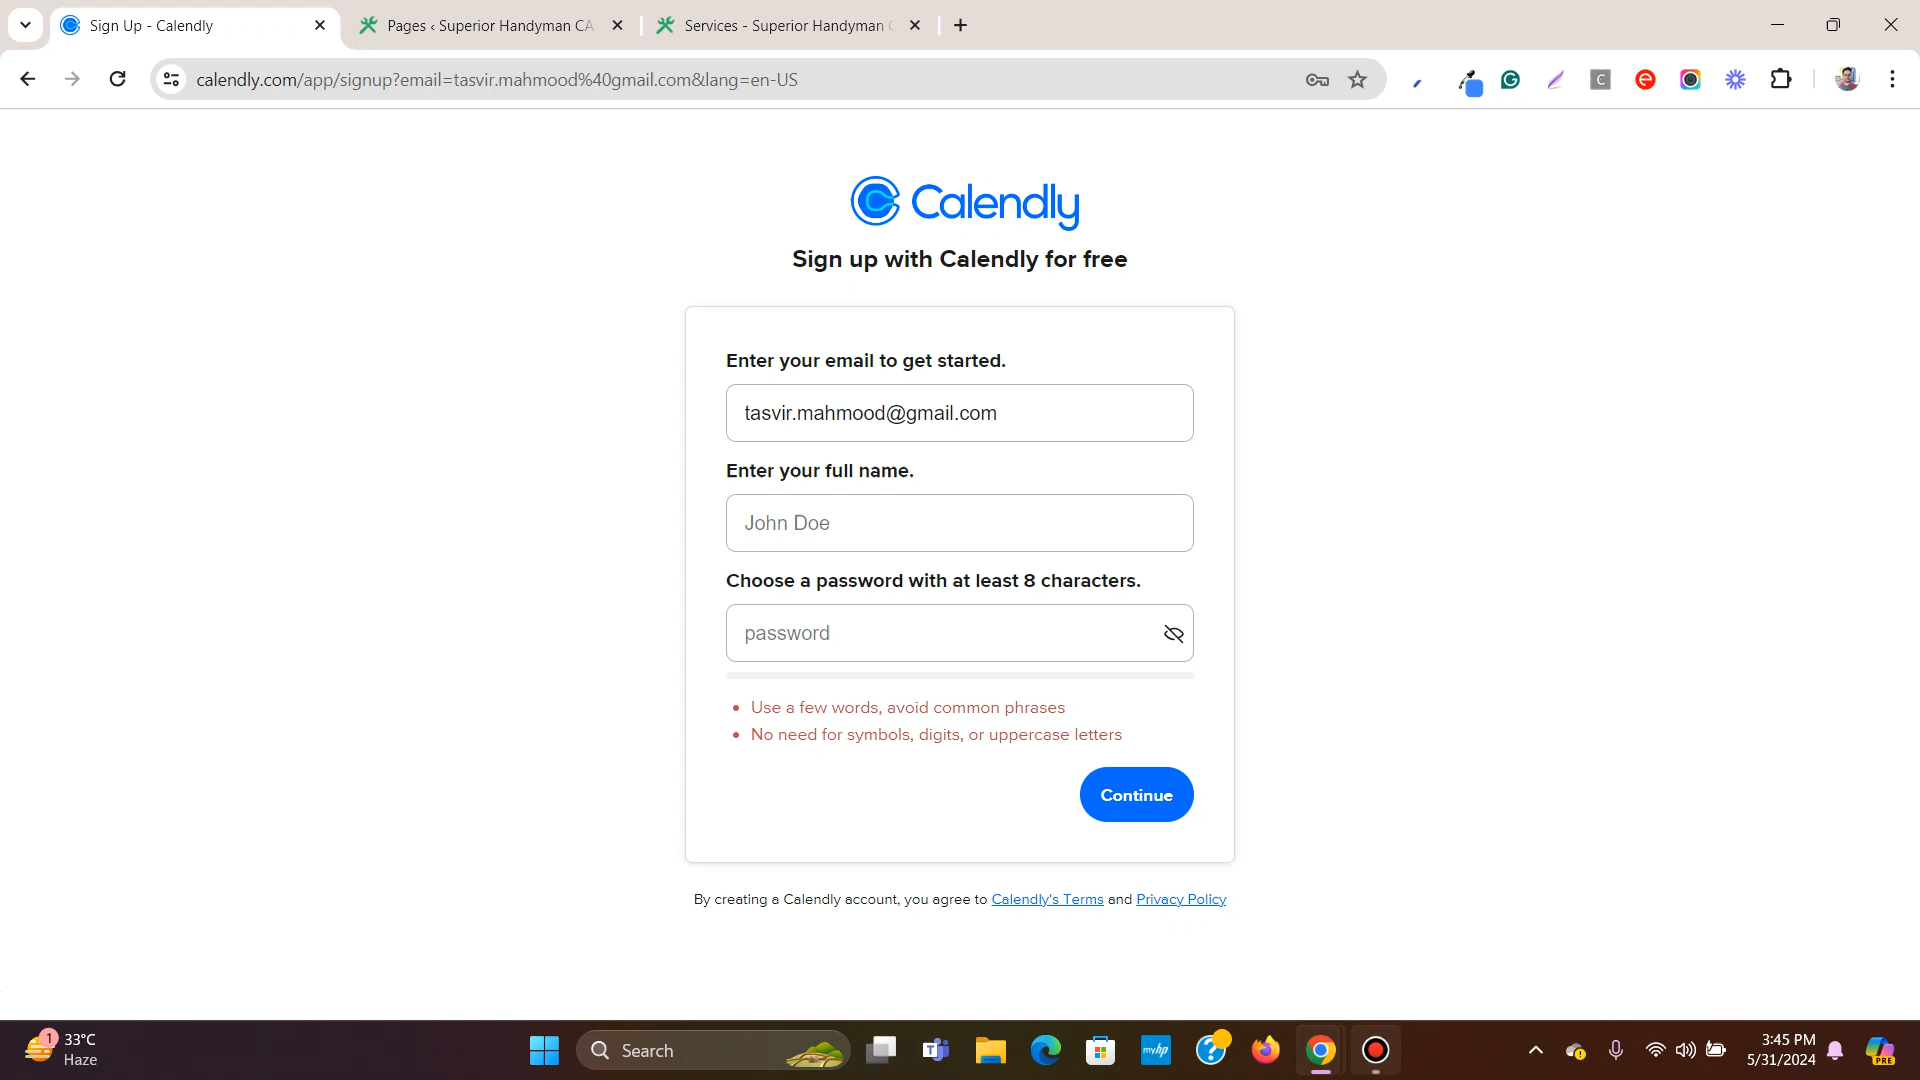 Sign Up - Calendly
Pages ‹ Superior Handyman CA
Services - Superior Handyman
calendly.com/app/signup?email=tasvir.mahmood%40gmail.com&lang=en-US
C
Calendly
Sign up with Calendly for free
Enter your email to get started.
tasvir.mahmood@gmail.com
Enter your full name.
John Doe
Choose a password with at least 8 characters.
password
Use a few words, avoid common phrases
No need for symbols, digits, or uppercase letters
Continue
By creating a Calendly account, you agree to Calendly's Terms and Privacy Policy
1
33°C
Haze
Search
myhp
3:45 PM
5/31/2024
PRE